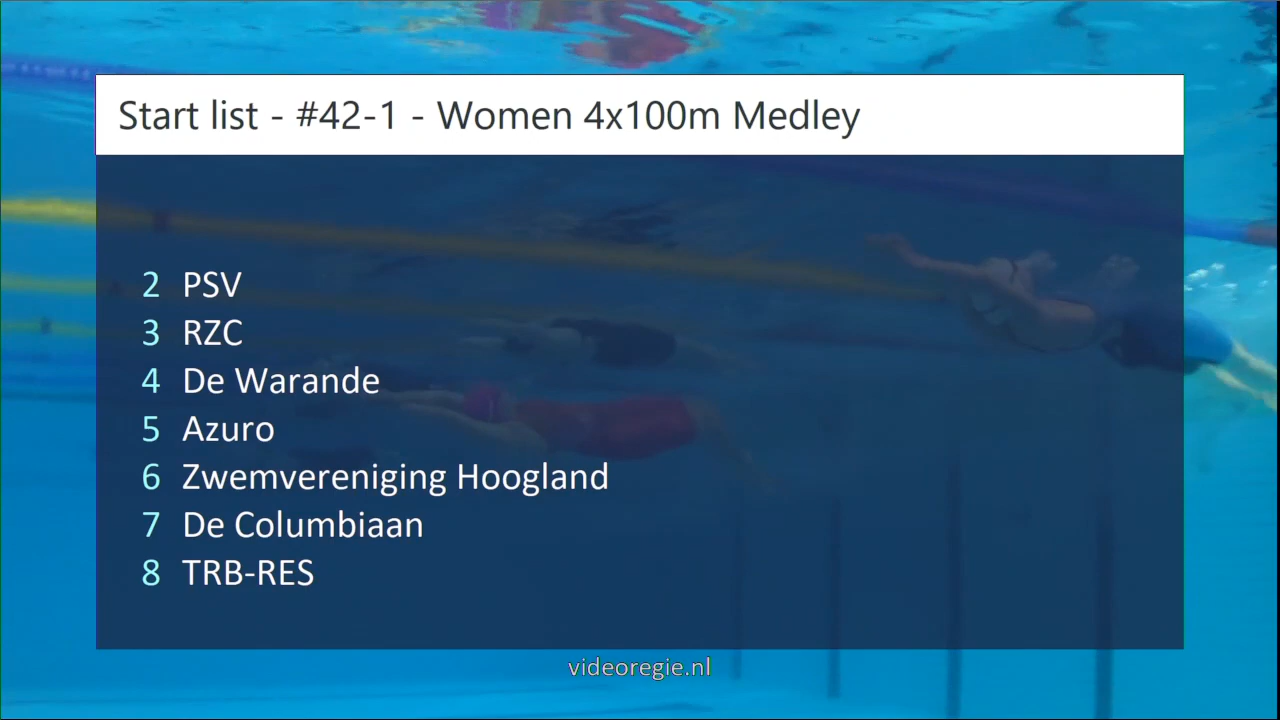 Start list - #42-1 - Women 4x100m Medley
2 PSV
3 RZC
4 De Warande
5 Azuro
6 Zwemvereniging Hoogland
7 De Columbiaan
8 TRB-RES
videoregie.nl